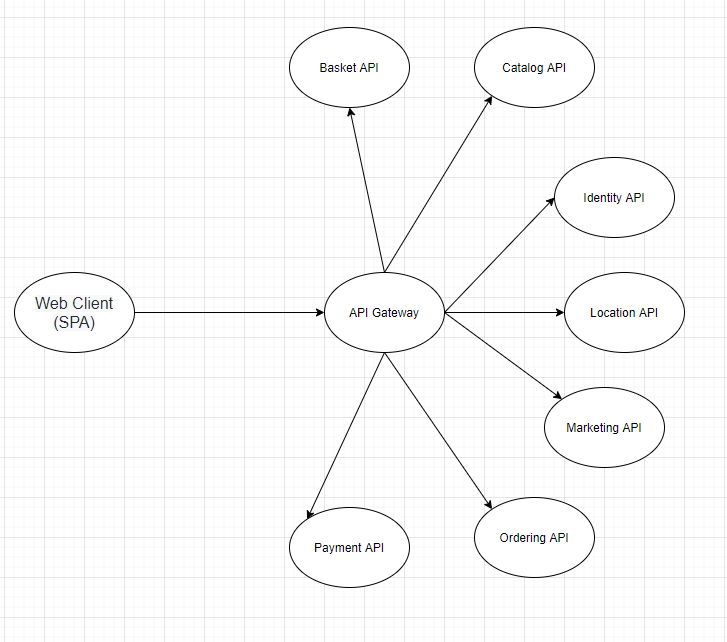 Basket API
Catalog API
Identity API
Web Client
(SPA)
API Gateway
Location API
Marketing API
Ordering API
Payment API